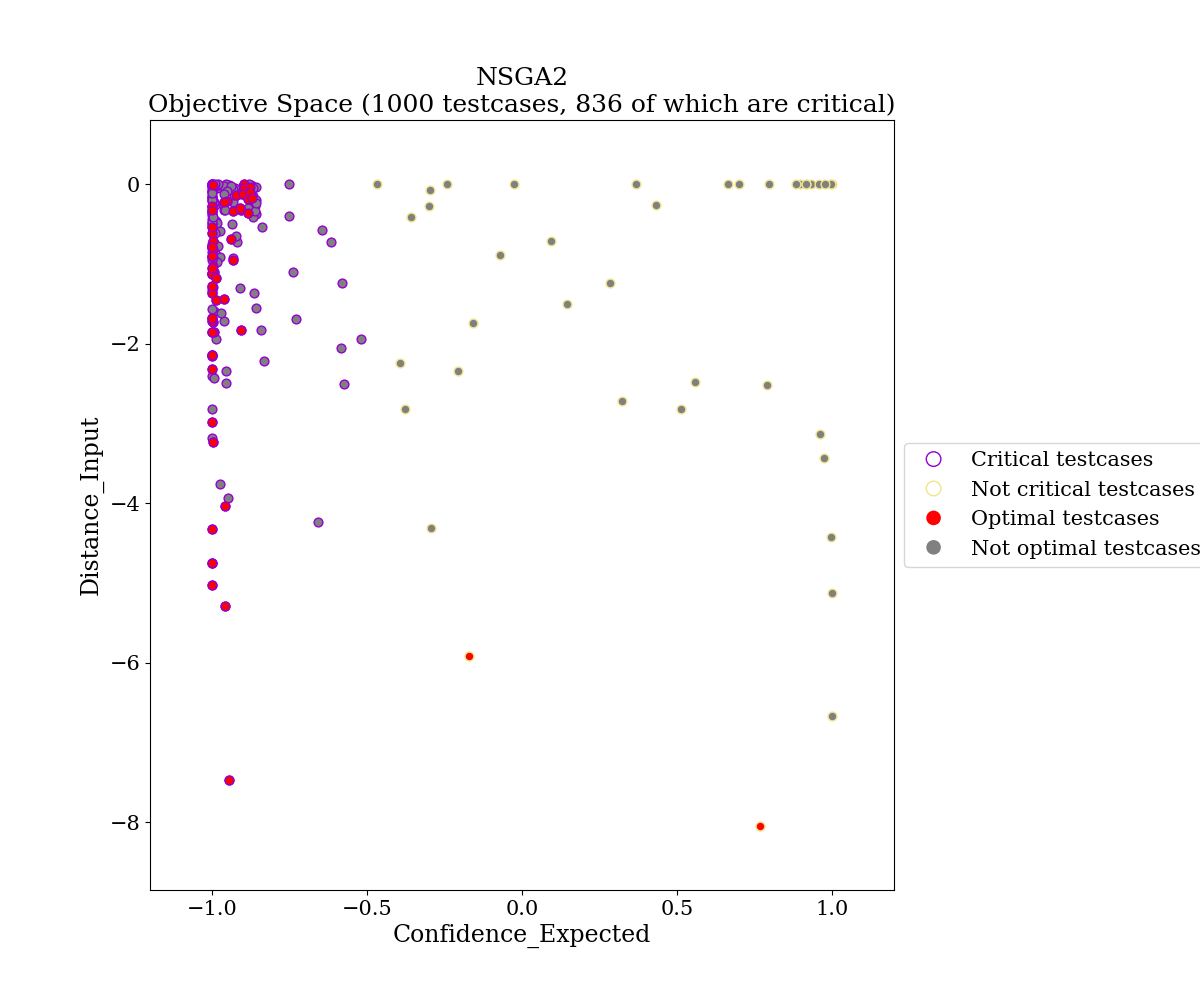 NSGA2
Objective Space (1000 testcases, 836 of which are critical)
0
−2
−4
−6
−8
Distance_Input
−1.0
−0.5
0.0
0.5
1.0
Confidence_Expected
Critical testcases
Not critical testcases
Optimal testcases
Not optimal testcases